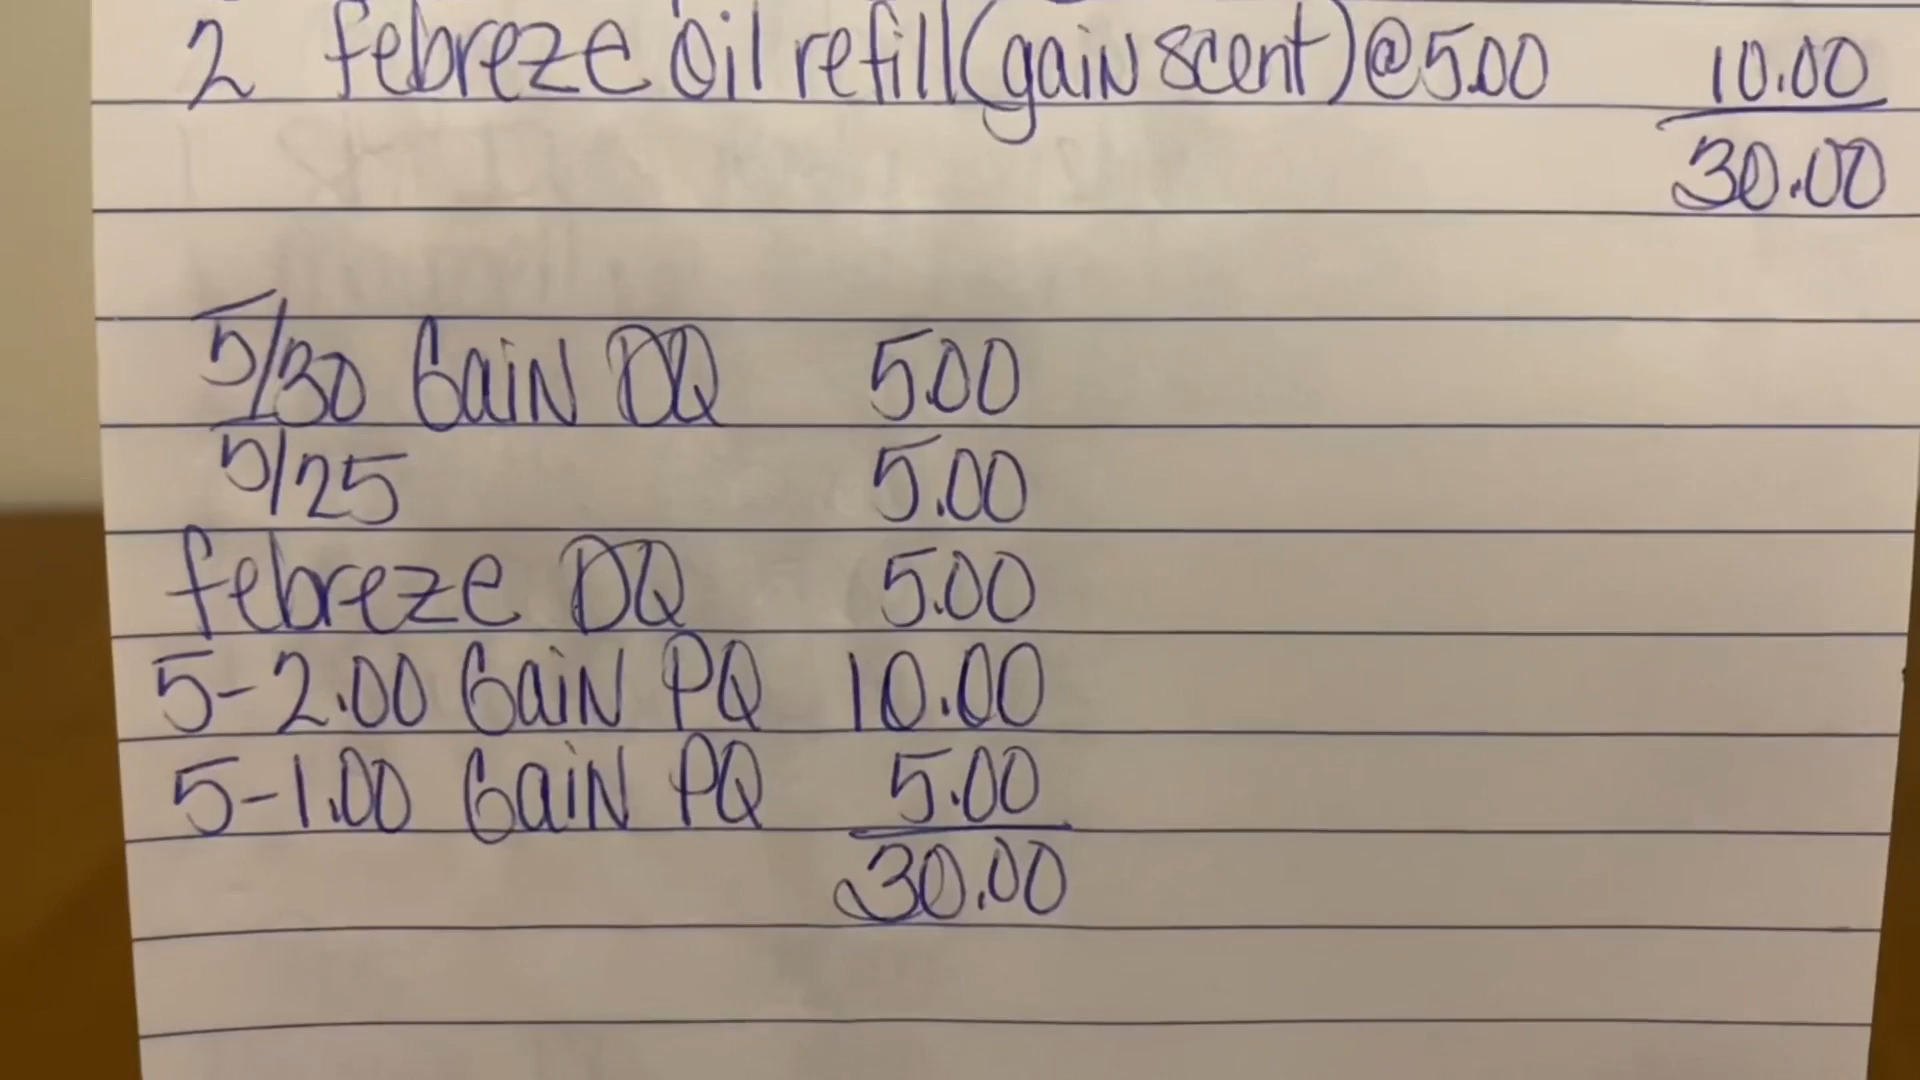 2 febreze oil refill (gain scent) @ 5.00 10.00
30.00
5/30 Gain DQ 5.00
5/25 5.00
febreze DQ 5.00
5-2.00 Gain PQ 10.00
5-1.00 Gain PQ 5.00
30.00